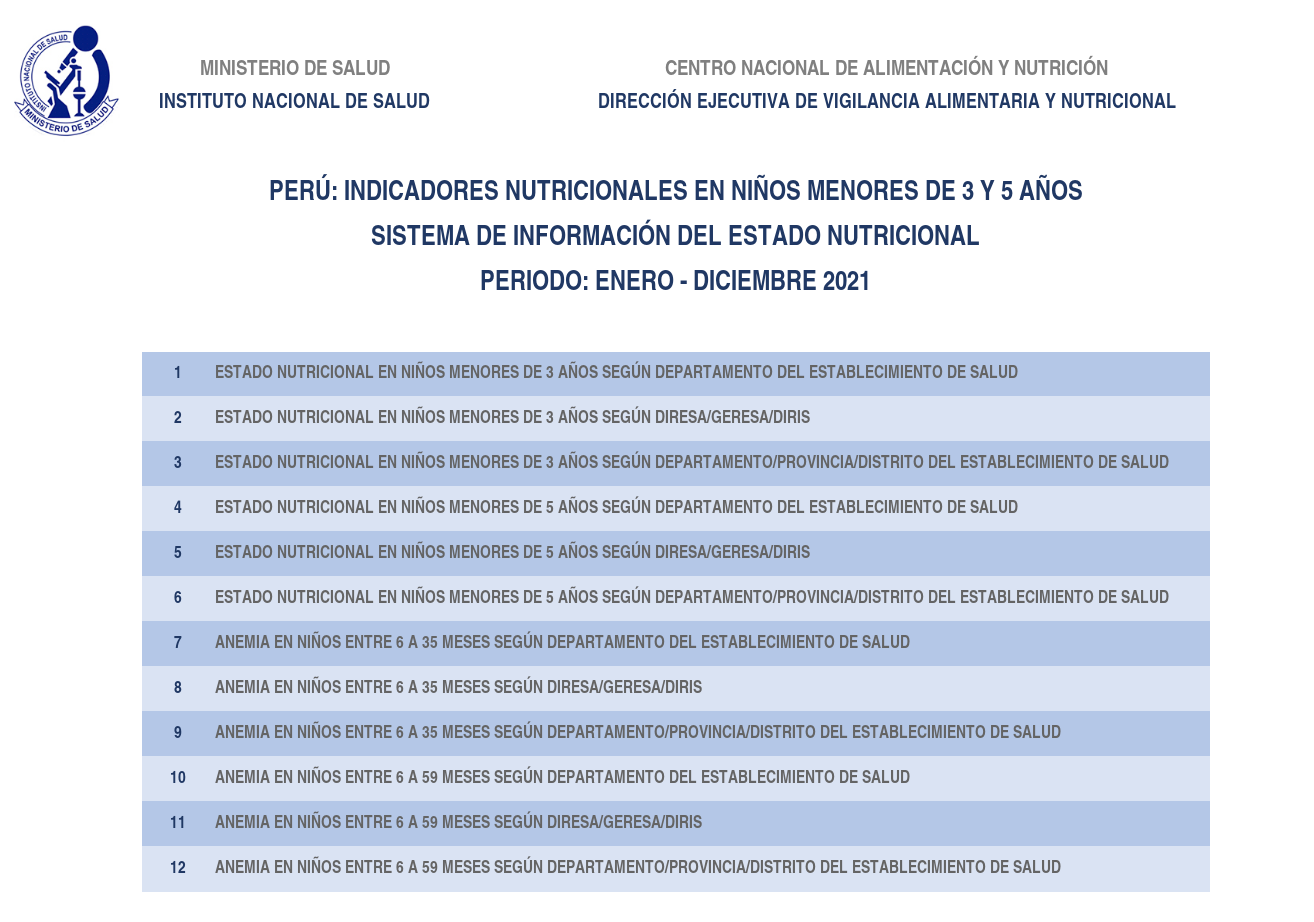 INSTITUTO NACIONAL DE SALUD
MINISTERIO DE SALUD
MINISTERIO DE SALUD
INSTITUTO NACIONAL DE SALUD
CENTRO NACIONAL DE ALIMENTACIÓN Y NUTRICIÓN
DIRECCIÓN EJECUTIVA DE VIGILANCIA ALIMENTARIA Y NUTRICIONAL
PERÚ: INDICADORES NUTRICIONALES EN NIÑOS MENORES DE 3 Y 5 AÑOS
SISTEMA DE INFORMACIÓN DEL ESTADO NUTRICIONAL
PERIODO: ENERO - DICIEMBRE 2021
1 ESTADO NUTRICIONAL EN NIÑOS MENORES DE 3 AÑOS SEGÚN DEPARTAMENTO DEL ESTABLECIMIENTO DE SALUD
2 ESTADO NUTRICIONAL EN NIÑOS MENORES DE 3 AÑOS SEGÚN DIRESA/GERESA/DIRIS
3 ESTADO NUTRICIONAL EN NIÑOS MENORES DE 3 AÑOS SEGÚN DEPARTAMENTO/PROVINCIA/DISTRITO DEL ESTABLECIMIENTO DE SALUD
4 ESTADO NUTRICIONAL EN NIÑOS MENORES DE 5 AÑOS SEGÚN DEPARTAMENTO DEL ESTABLECIMIENTO DE SALUD
5 ESTADO NUTRICIONAL EN NIÑOS MENORES DE 5 AÑOS SEGÚN DIRESA/GERESA/DIRIS
6 ESTADO NUTRICIONAL EN NIÑOS MENORES DE 5 AÑOS SEGÚN DEPARTAMENTO/PROVINCIA/DISTRITO DEL ESTABLECIMIENTO DE SALUD
7 ANEMIA EN NIÑOS ENTRE 6 A 35 MESES SEGÚN DEPARTAMENTO DEL ESTABLECIMIENTO DE SALUD
8 ANEMIA EN NIÑOS ENTRE 6 A 35 MESES SEGÚN DIRESA/GERESA/DIRIS
9 ANEMIA EN NIÑOS ENTRE 6 A 35 MESES SEGÚN DEPARTAMENTO/PROVINCIA/DISTRITO DEL ESTABLECIMIENTO DE SALUD
10 ANEMIA EN NIÑOS ENTRE 6 A 59 MESES SEGÚN DEPARTAMENTO DEL ESTABLECIMIENTO DE SALUD
11 ANEMIA EN NIÑOS ENTRE 6 A 59 MESES SEGÚN DIRESA/GERESA/DIRIS
12 ANEMIA EN NIÑOS ENTRE 6 A 59 MESES SEGÚN DEPARTAMENTO/PROVINCIA/DISTRITO DEL ESTABLECIMIENTO DE SALUD